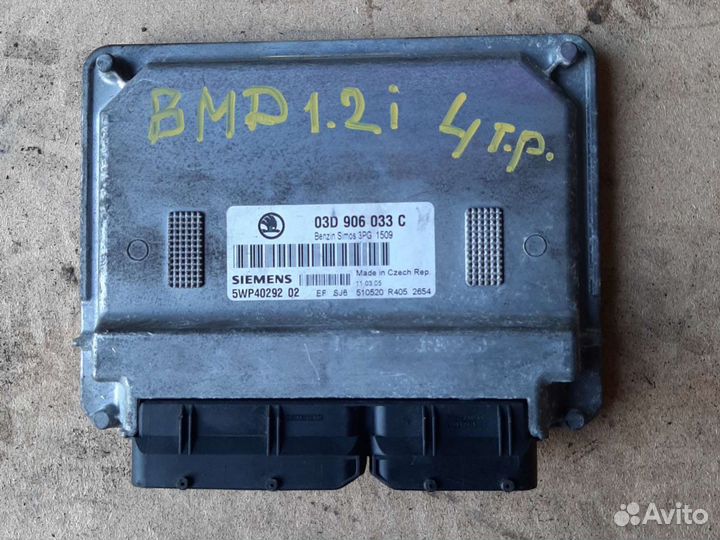 BMD 1.2i 4т.р.
03D 906 033 C
Benzin Simos 3PG 1509
SIEMENS
Made in Czech Rep.
11.03.05
5WP40292 02 EF SJ6 510520 R405 2654
Avito